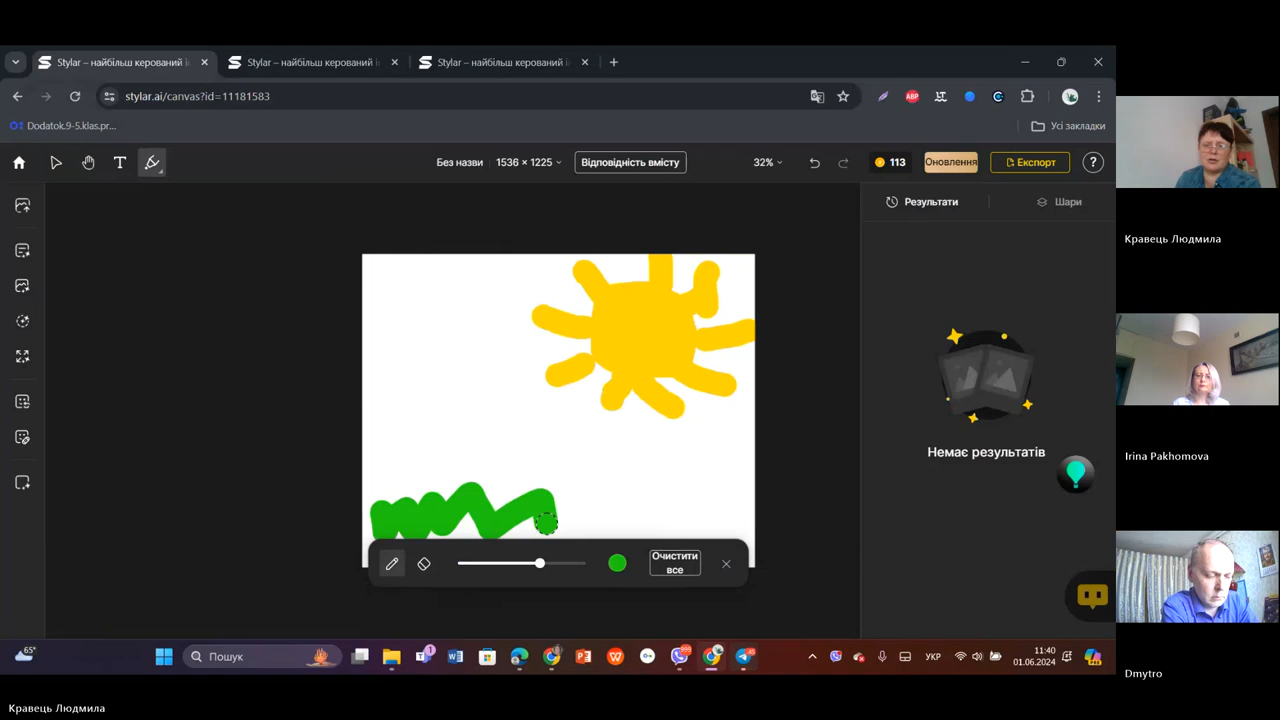 Stylar – найбільш керований і
Stylar – найбільш керований і
Stylar – найбільш керований і
stylar.ai/canvas?id=11181583
ABP
Dodatok.9-5.klas.pr...
Усі закладки
Без назви
1536 × 1225
Відповідність вмісту
32%
113
Оновлення
Експорт
Результати
Шари
Немає результатів
Очистити
все
65°
Пошук
УКР
11:40
01.06.2024
Кравець Людмила
Irina Pakhomova
Dmytro
Кравець Людмила